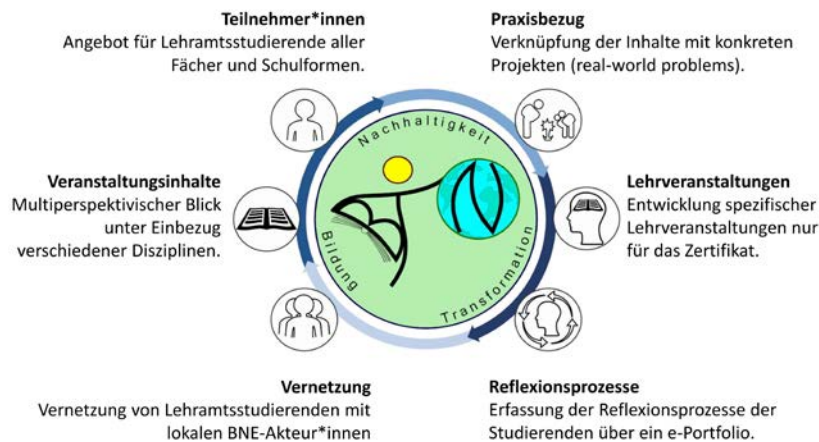 Teilnehmer*innen
Angebot für Lehramtsstudierende aller
Fächer und Schulformen.
Praxisbezug
Verknüpfung der Inhalte mit konkreten
Projekten (real-world problems).
Nachhaltigkeit
Veranstaltungsinhalte
Multiperspektivischer Blick
unter Einbezug
verschiedener Disziplinen.
Lehrveranstaltungen
Entwicklung spezifischer
Lehrveranstaltungen nur
für das Zertifikat.
Bildung
Transformation
Vernetzung
Vernetzung von Lehramtsstudierenden mit
lokalen BNE-Akteur*innen
Reflexionsprozesse
Erfassung der Reflexionsprozesse der
Studierenden über ein e-Portfolio.